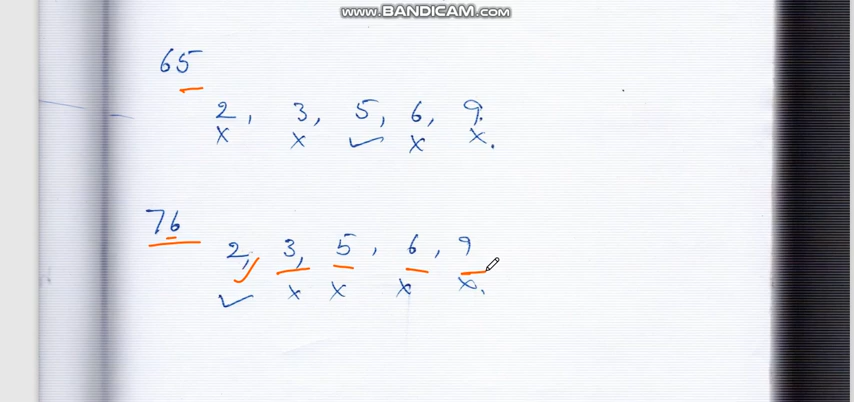 www.BANDICAM.com
65
2, 3, 5, 6, 9.
x x ✓ x x.
76
2, 3, 5, 6, 9
✓ x x x x.